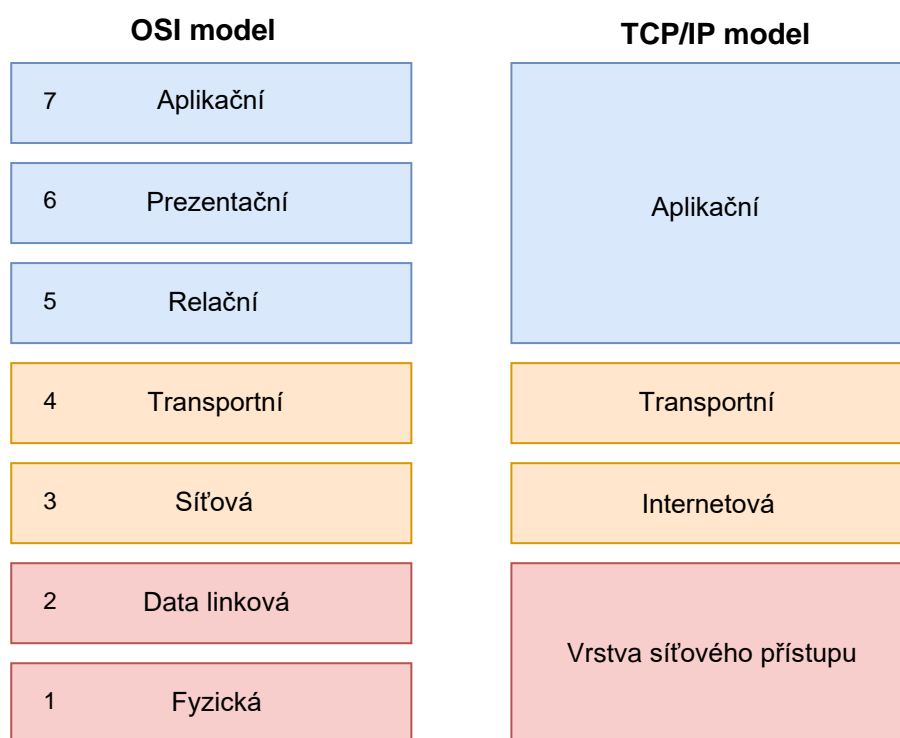 OSI model
7 Aplikační
6 Prezentační
5 Relační
4 Transportní
3 Síťová
2 Data linková
1 Fyzická
TCP/IP model
Aplikační
Transportní
Internetová
Vrstva síťového přístupu